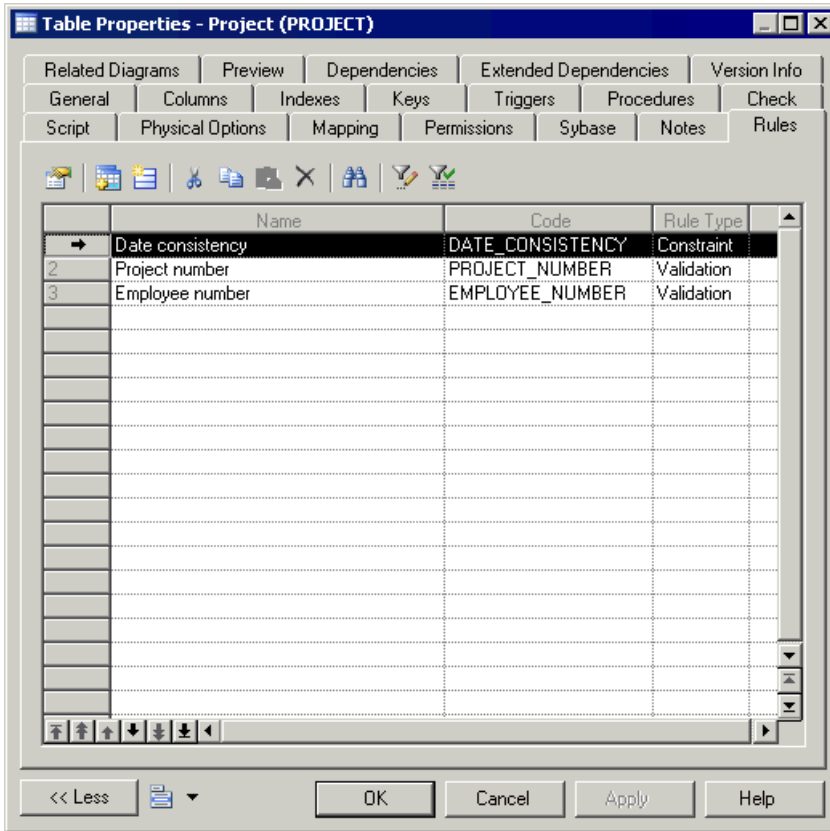 Table Properties - Project (PROJECT)
Related Diagrams Preview Dependencies Extended Dependencies Version Info
General Columns Indexes Keys Triggers Procedures Check
Script Physical Options Mapping Permissions Sybase Notes Rules
Name Code Rule Type
Date consistency DATE_CONSISTENCY Constraint
2 Project number PROJECT_NUMBER Validation
3 Employee number EMPLOYEE_NUMBER Validation
<< Less OK Cancel Apply Help